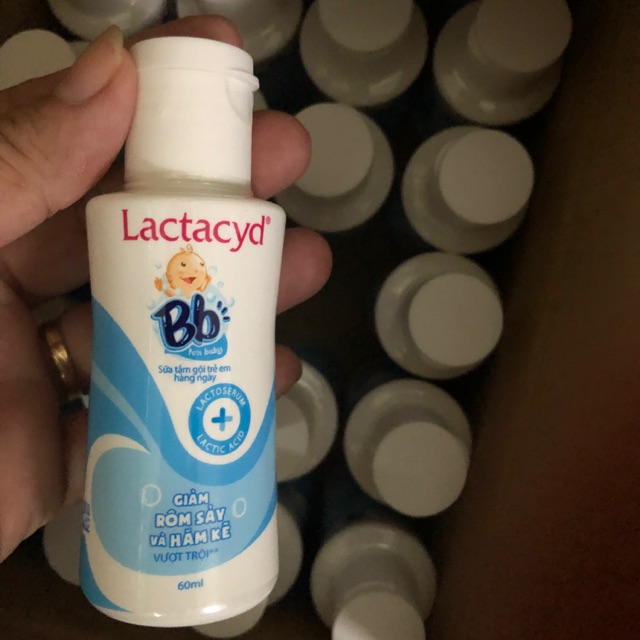 Lactacyd®
Bb
for baby
Sữa tắm gội trẻ em
hàng ngày
LACTOSERUM
+
LACTIC ACID
GIẢM
RÔM SẢY
VÀ HĂM KẼ
VƯỢT TRỘI**
60ml